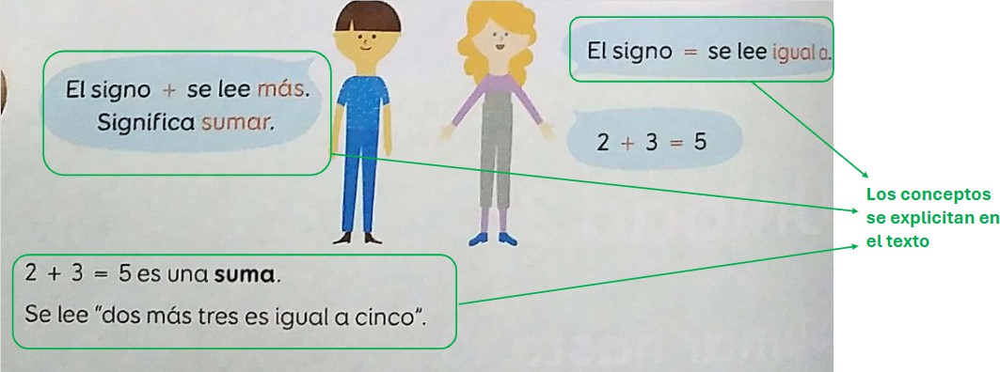 El signo + se lee más.
Significa sumar.
El signo = se lee igual a.
2 + 3 = 5
Los conceptos
se explicitan en
el texto
2 + 3 = 5 es una suma.
Se lee “dos más tres es igual a cinco”.